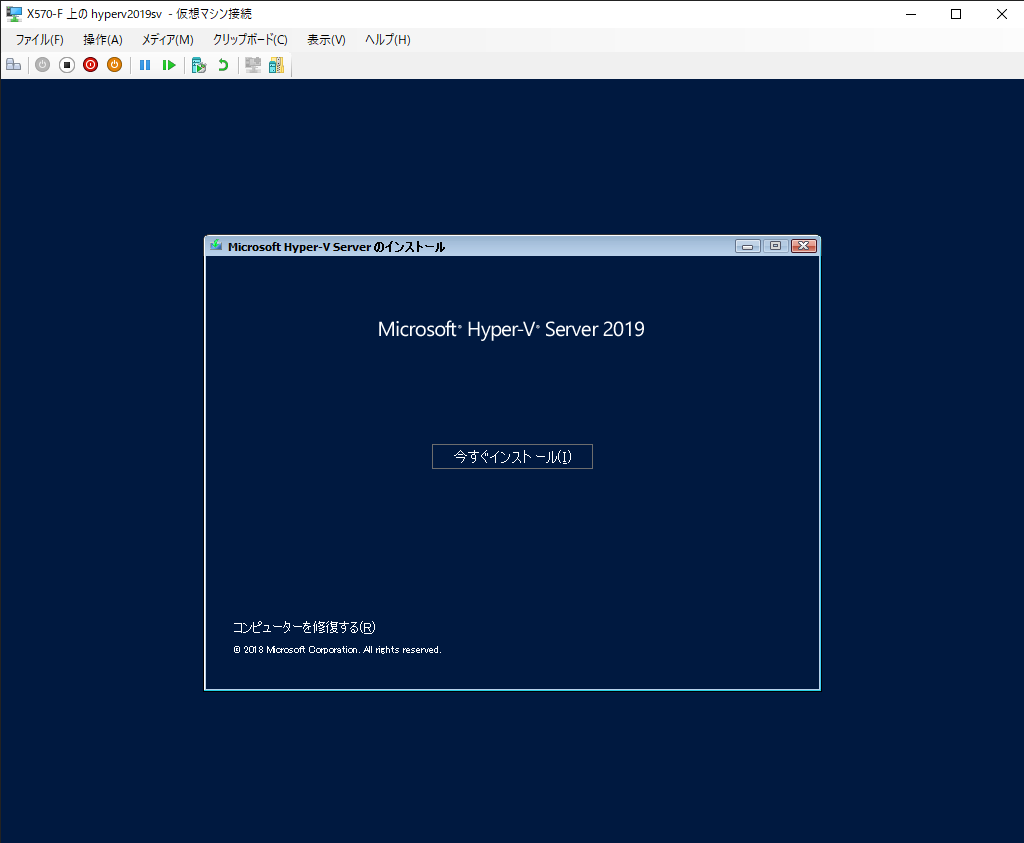 X570-F 上の hyperv2019sv - 仮想マシン接続
ファイル(F) 操作(A) メディア(M) クリップボード(C) 表示(V) ヘルプ(H)
Microsoft Hyper-V Server のインストール
Microsoft® Hyper-V® Server 2019
今すぐインストール(I)
コンピューターを修復する(R)
© 2018 Microsoft Corporation. All rights reserved.